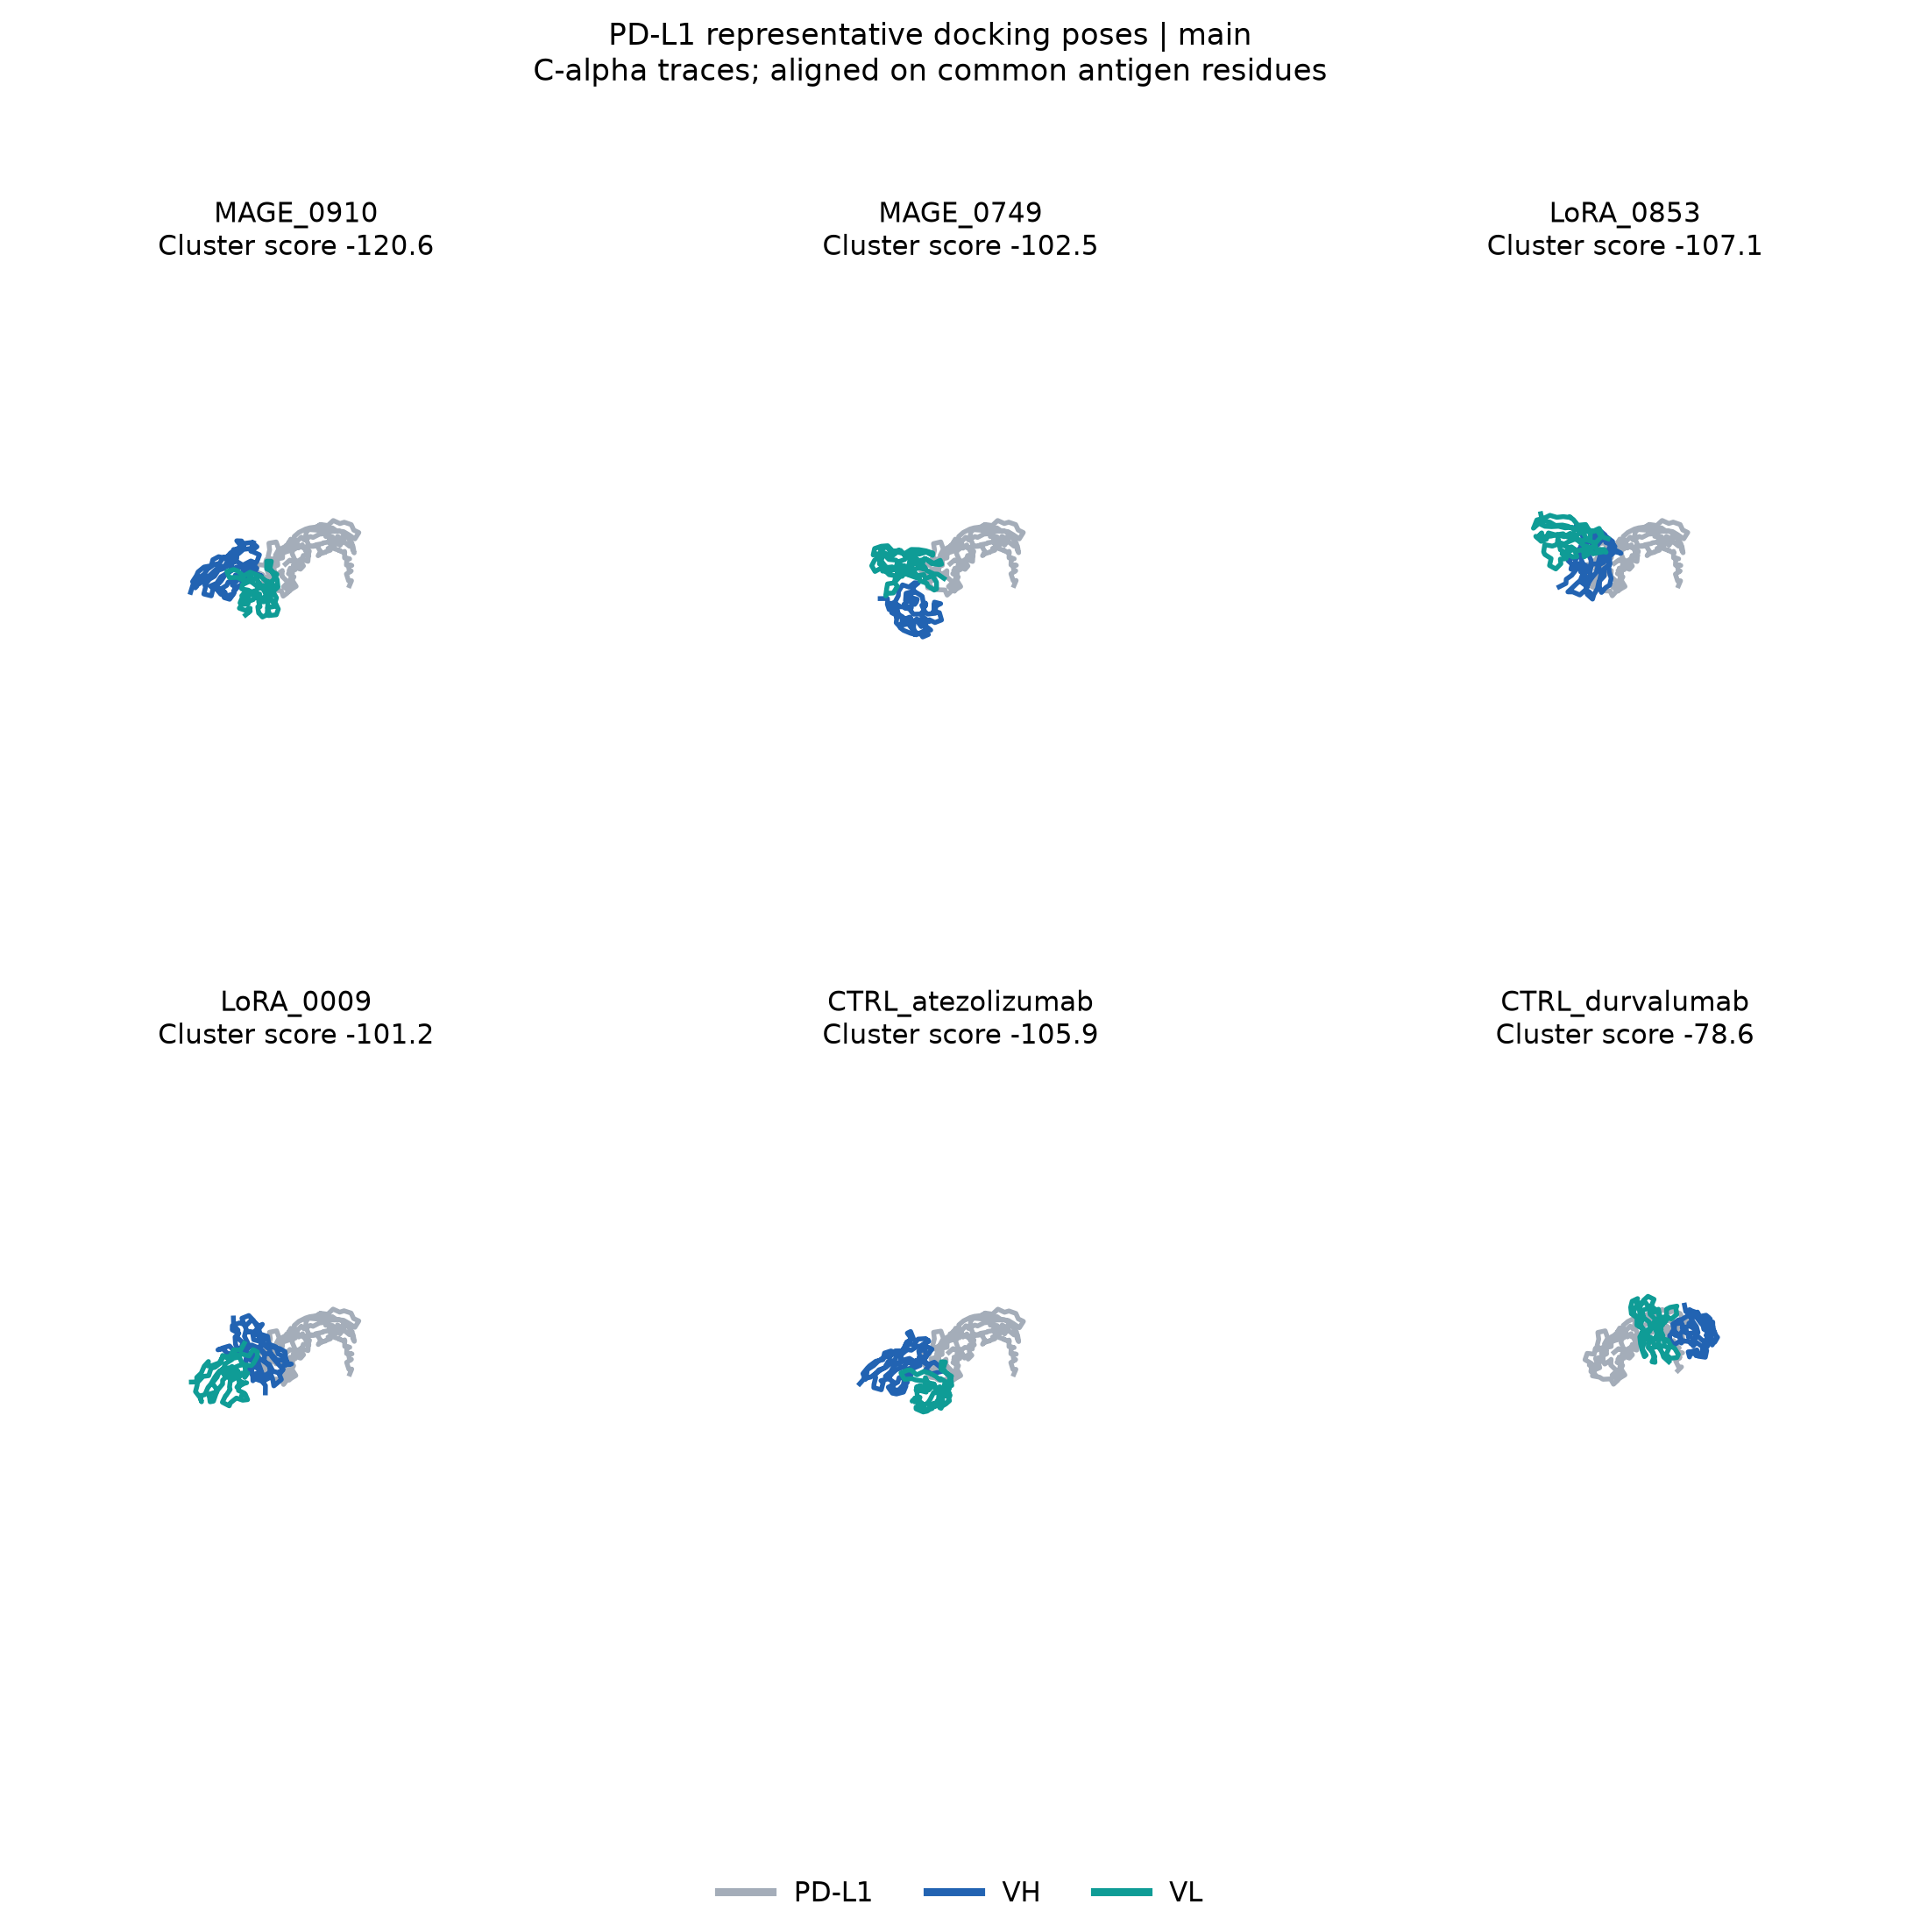 PD-L1 representative docking poses | main
C-alpha traces; aligned on common antigen residues
MAGE_0910
Cluster score -120.6
MAGE_0749
Cluster score -102.5
LoRA_0853
Cluster score -107.1
LoRA_0009
Cluster score -101.2
CTRL_atezolizumab
Cluster score -105.9
CTRL_durvalumab
Cluster score -78.6
PD-L1
VH
VL